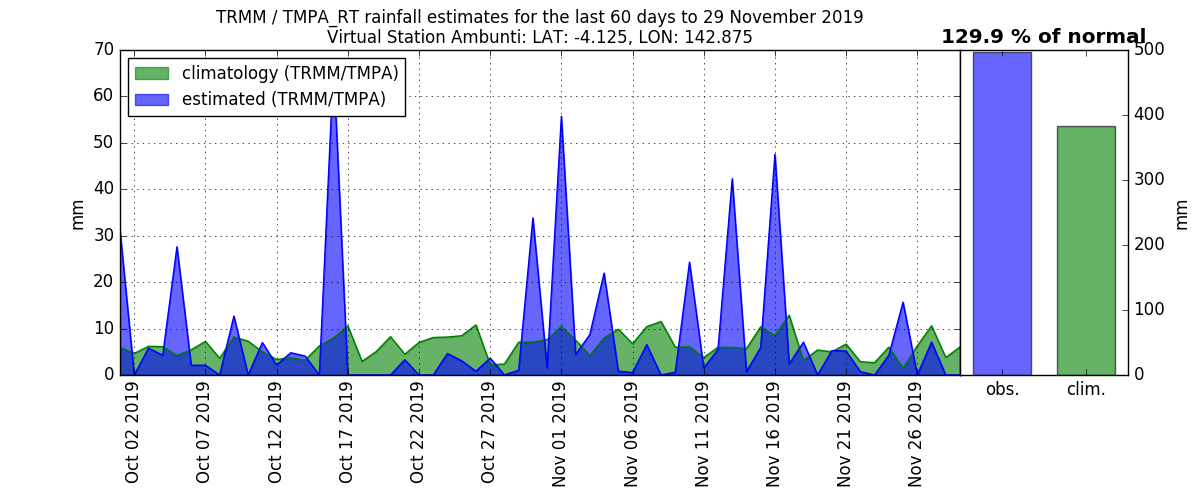 TRMM / TMPA_RT rainfall estimates for the last 60 days to 29 November 2019
Virtual Station Ambunti: LAT: -4.125, LON: 142.875
129.9 % of normal
climatology (TRMM/TMPA)
estimated (TRMM/TMPA)
70
60
50
40
30
20
10
0
mm
Oct 02 2019
Oct 07 2019
Oct 12 2019
Oct 17 2019
Oct 22 2019
Oct 27 2019
Nov 01 2019
Nov 06 2019
Nov 11 2019
Nov 16 2019
Nov 21 2019
Nov 26 2019
obs.
clim.
500
400
300
200
100
0
mm